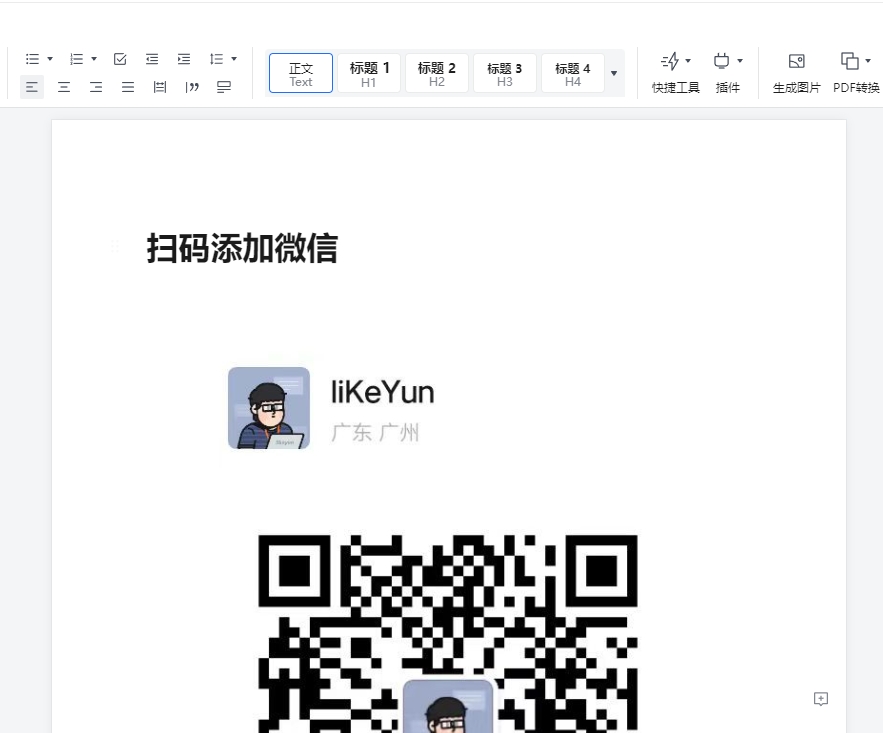 正文 标题 1 标题 2 标题 3 标题 4
Text H1 H2 H3 H4
快捷工具 插件 生成图片 PDF转换
扫码添加微信
liKeYun
广东 广州